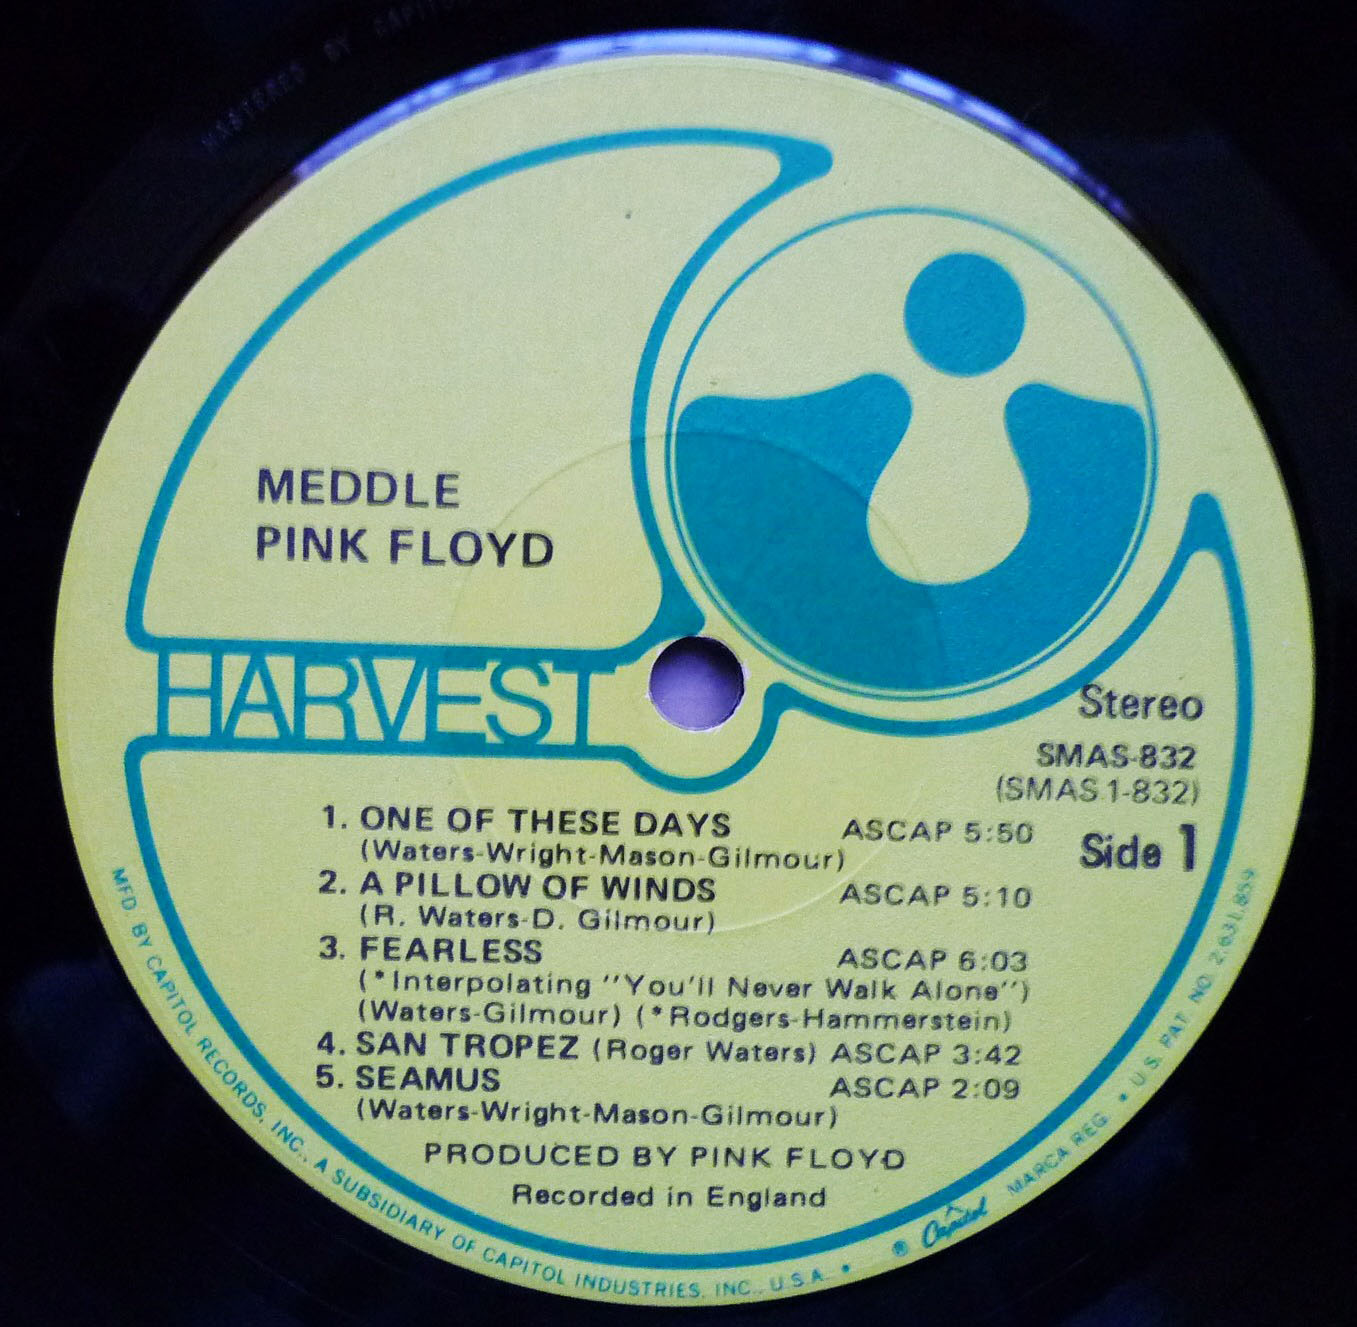 MASTERED BY CAPITOL
MEDDLE
PINK FLOYD
HARVEST
Stereo
SMAS-832
(SMAS 1-832)
Side 1
1. ONE OF THESE DAYS ASCAP 5:50
(Waters-Wright-Mason-Gilmour)
2. A PILLOW OF WINDS ASCAP 5:10
(R. Waters-D. Gilmour)
3. FEARLESS ASCAP 6:03
(*Interpolating "You'll Never Walk Alone")
(Waters-Gilmour) (*Rodgers-Hammerstein)
4. SAN TROPEZ (Roger Waters) ASCAP 3:42
5. SEAMUS ASCAP 2:09
(Waters-Wright-Mason-Gilmour)
PRODUCED BY PINK FLOYD
Recorded in England
MFD. BY CAPITOL RECORDS, INC., A SUBSIDIARY OF CAPITOL INDUSTRIES, INC., U.S.A. • ® Capitol MARCA REG. • U.S. PAT. NO. 2,631,859